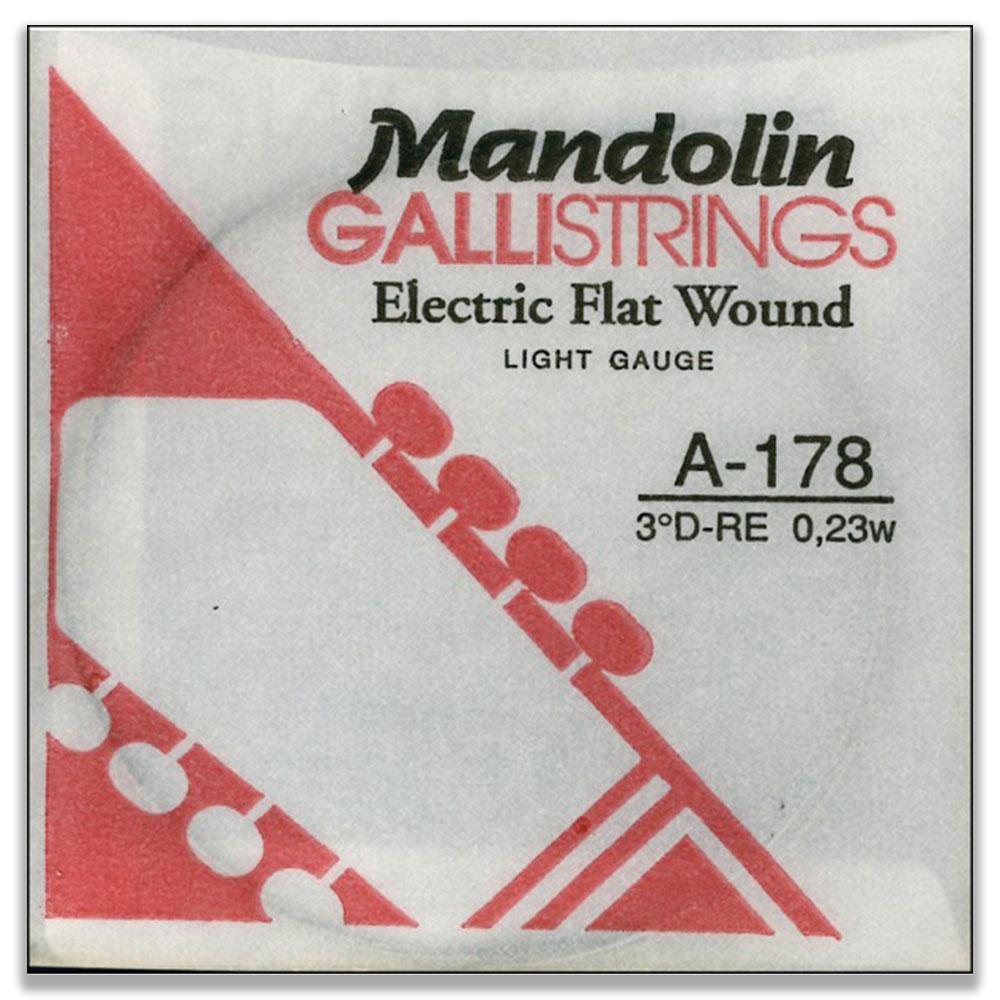 Mandolin
GALLISTRINGS
Electric Flat Wound
LIGHT GAUGE
A-178
3°D-RE 0,23w